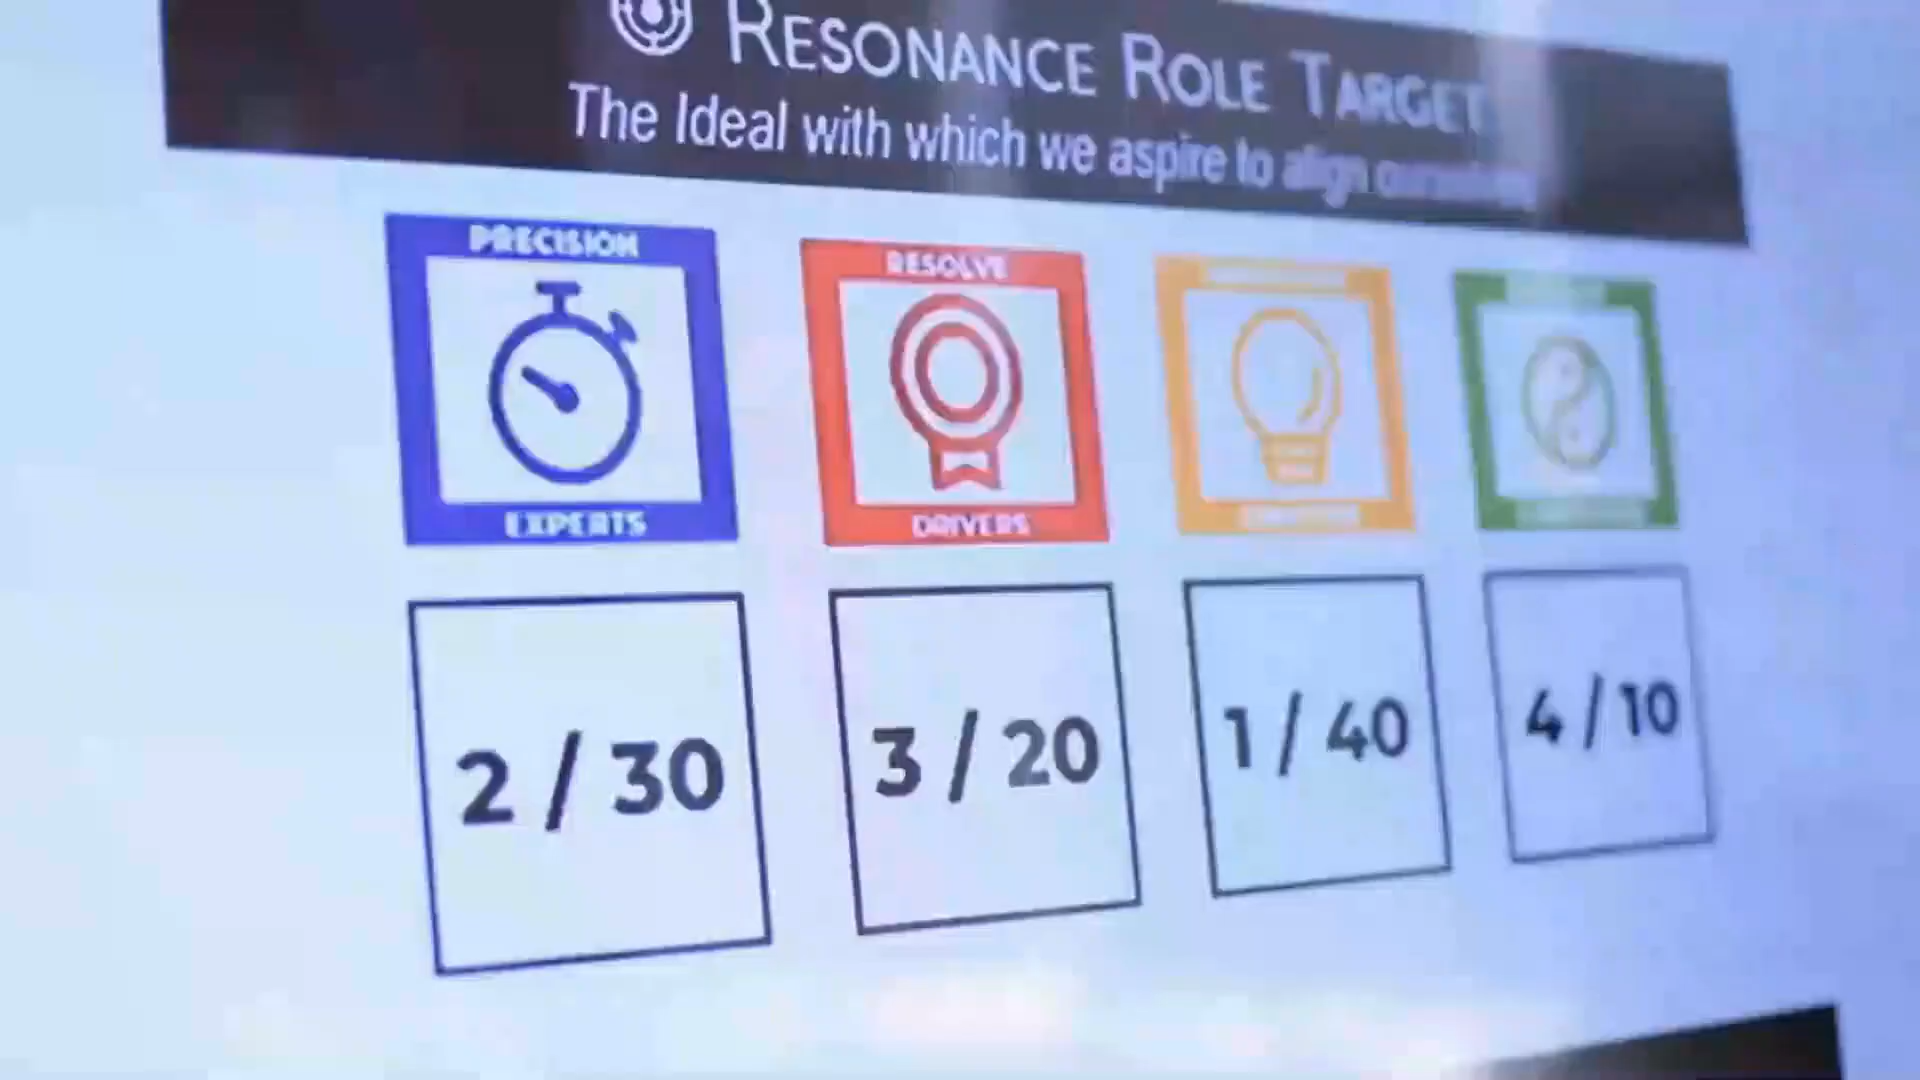 RESONANCE ROLE TARGET
The Ideal with which we aspire to align
PRECISION
EXPERTS
RESOLVE
DRIVERS
2 / 30
3 / 20
1 / 40
4 / 10